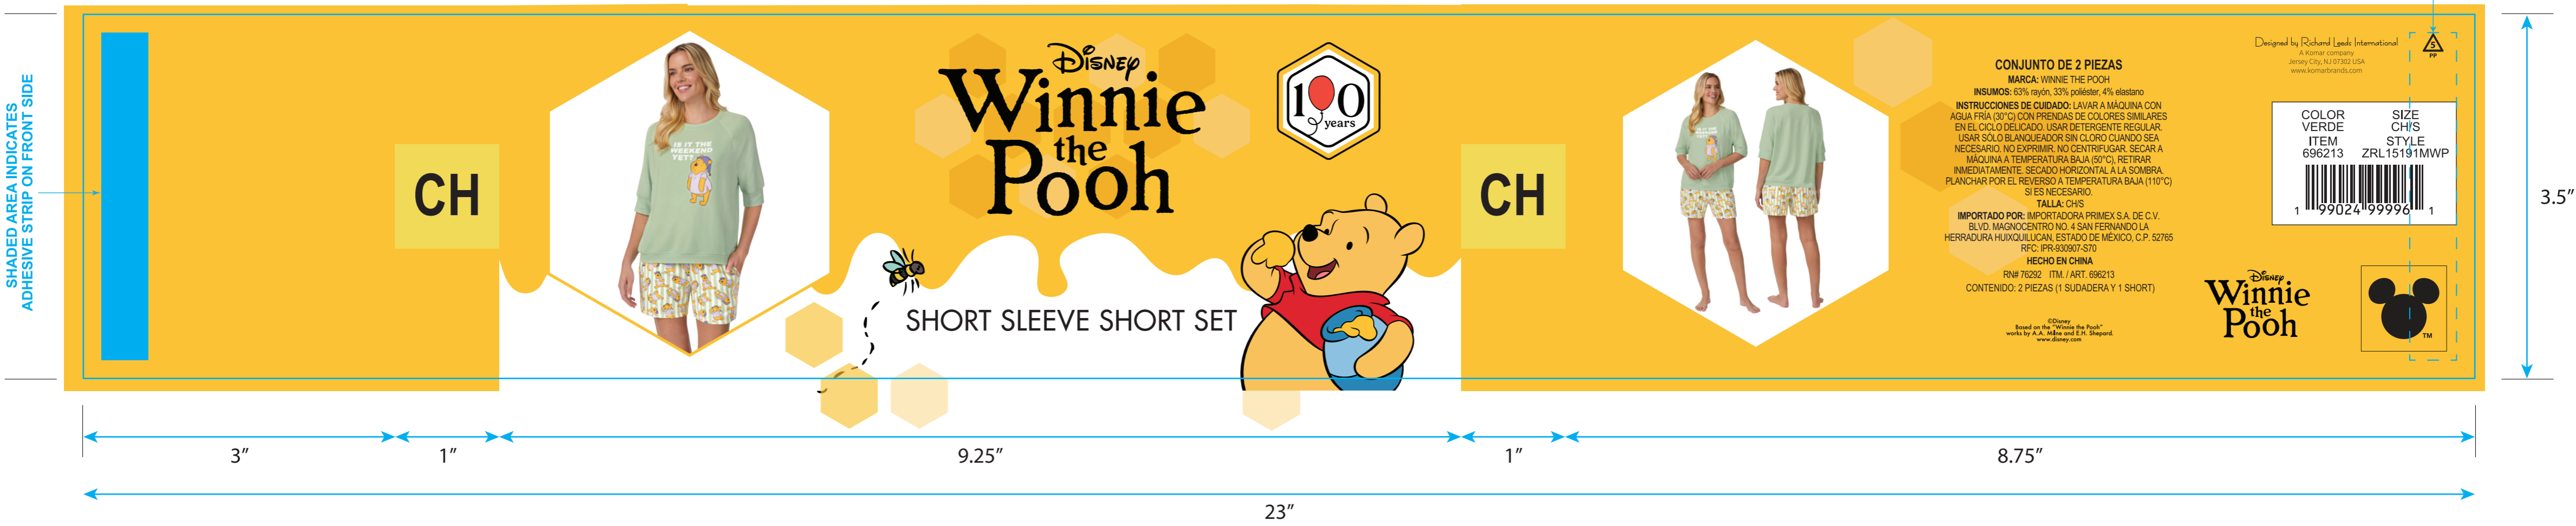 SHADED AREA INDICATES
ADHESIVE STRIP ON FRONT SIDE
CH
IS IT THE
WEEKEND
YET?
Disney
Winnie
the
Pooh
100
years
SHORT SLEEVE SHORT SET
CH
IS IT THE
WEEKEND
YET?
CONJUNTO DE 2 PIEZAS
MARCA: WINNIE THE POOH
INSUMOS: 63% rayón, 33% poliéster, 4% elastano
INSTRUCCIONES DE CUIDADO: LAVAR A MÁQUINA CON
AGUA FRÍA (30°C) CON PRENDAS DE COLORES SIMILARES
EN EL CICLO DELICADO. USAR DETERGENTE REGULAR.
USAR SÓLO BLANQUEADOR SIN CLORO CUANDO SEA
NECESARIO. NO EXPRIMIR. NO CENTRIFUGAR. SECAR A
MÁQUINA A TEMPERATURA BAJA (50°C), RETIRAR
INMEDIATAMENTE. SECADO HORIZONTAL A LA SOMBRA.
PLANCHAR POR EL REVERSO A TEMPERATURA BAJA (110°C)
SI ES NECESARIO.
TALLA: CH/S
IMPORTADO POR: IMPORTADORA PRIMEX S.A. DE C.V.
BLVD. MAGNOCENTRO NO. 4 SAN FERNANDO LA
HERRADURA HUIXQUILUCAN, ESTADO DE MÉXICO, C.P. 52765
RFC: IPR-930907-S70
HECHO EN CHINA
RN# 76292 ITM. / ART. 696213
CONTENIDO: 2 PIEZAS (1 SUDADERA Y 1 SHORT)
©Disney
Based on the "Winnie the Pooh"
works by A.A. Milne and E.H. Shepard.
www.disney.com
Designed by Richard Leeds International
A Komar company
Jersey City, NJ 07302 USA
www.komarbrands.com
5
PP
COLOR SIZE
VERDE CH/S
ITEM STYLE
696213 ZRL15191MWP
1 99024 99996 1
Disney
Winnie
the
Pooh
TM
3.5"
3" 1" 9.25" 1" 8.75"
23"